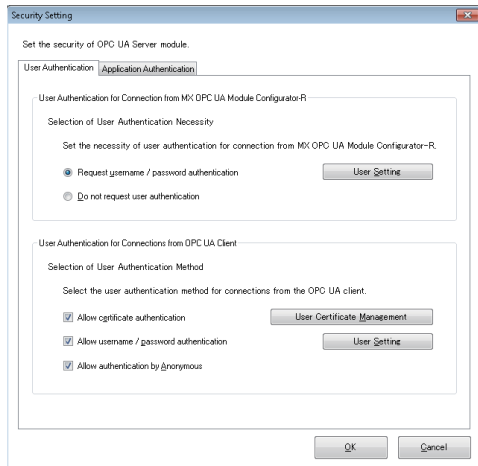 Security Setting
Set the security of OPC UA Server module.
User Authentication
Application Authentication
User Authentication for Connection from MX OPC UA Module Configurator-R
Selection of User Authentication Necessity
Set the necessity of user authentication for connection from MX OPC UA Module Configurator-R.
Request username / password authentication
User Setting
Do not request user authentication
User Authentication for Connections from OPC UA Client
Selection of User Authentication Method
Select the user authentication method for connections from the OPC UA client.
Allow certificate authentication
User Certificate Management
Allow username / password authentication
User Setting
Allow authentication by Anonymous
OK
Cancel